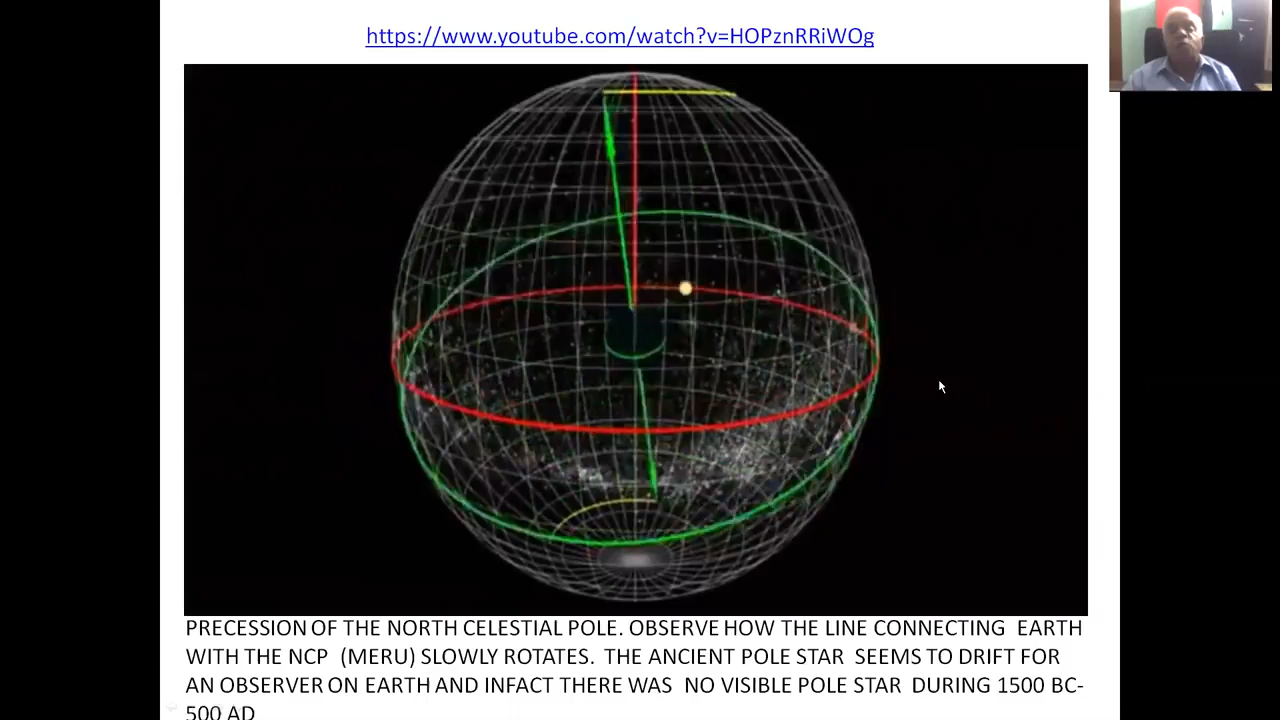 https://www.youtube.com/watch?v=HOPznRRiWOg
PRECESSION OF THE NORTH CELESTIAL POLE. OBSERVE HOW THE LINE CONNECTING EARTH
WITH THE NCP (MERU) SLOWLY ROTATES. THE ANCIENT POLE STAR SEEMS TO DRIFT FOR
AN OBSERVER ON EARTH AND INFACT THERE WAS NO VISIBLE POLE STAR DURING 1500 BC-
500 AD